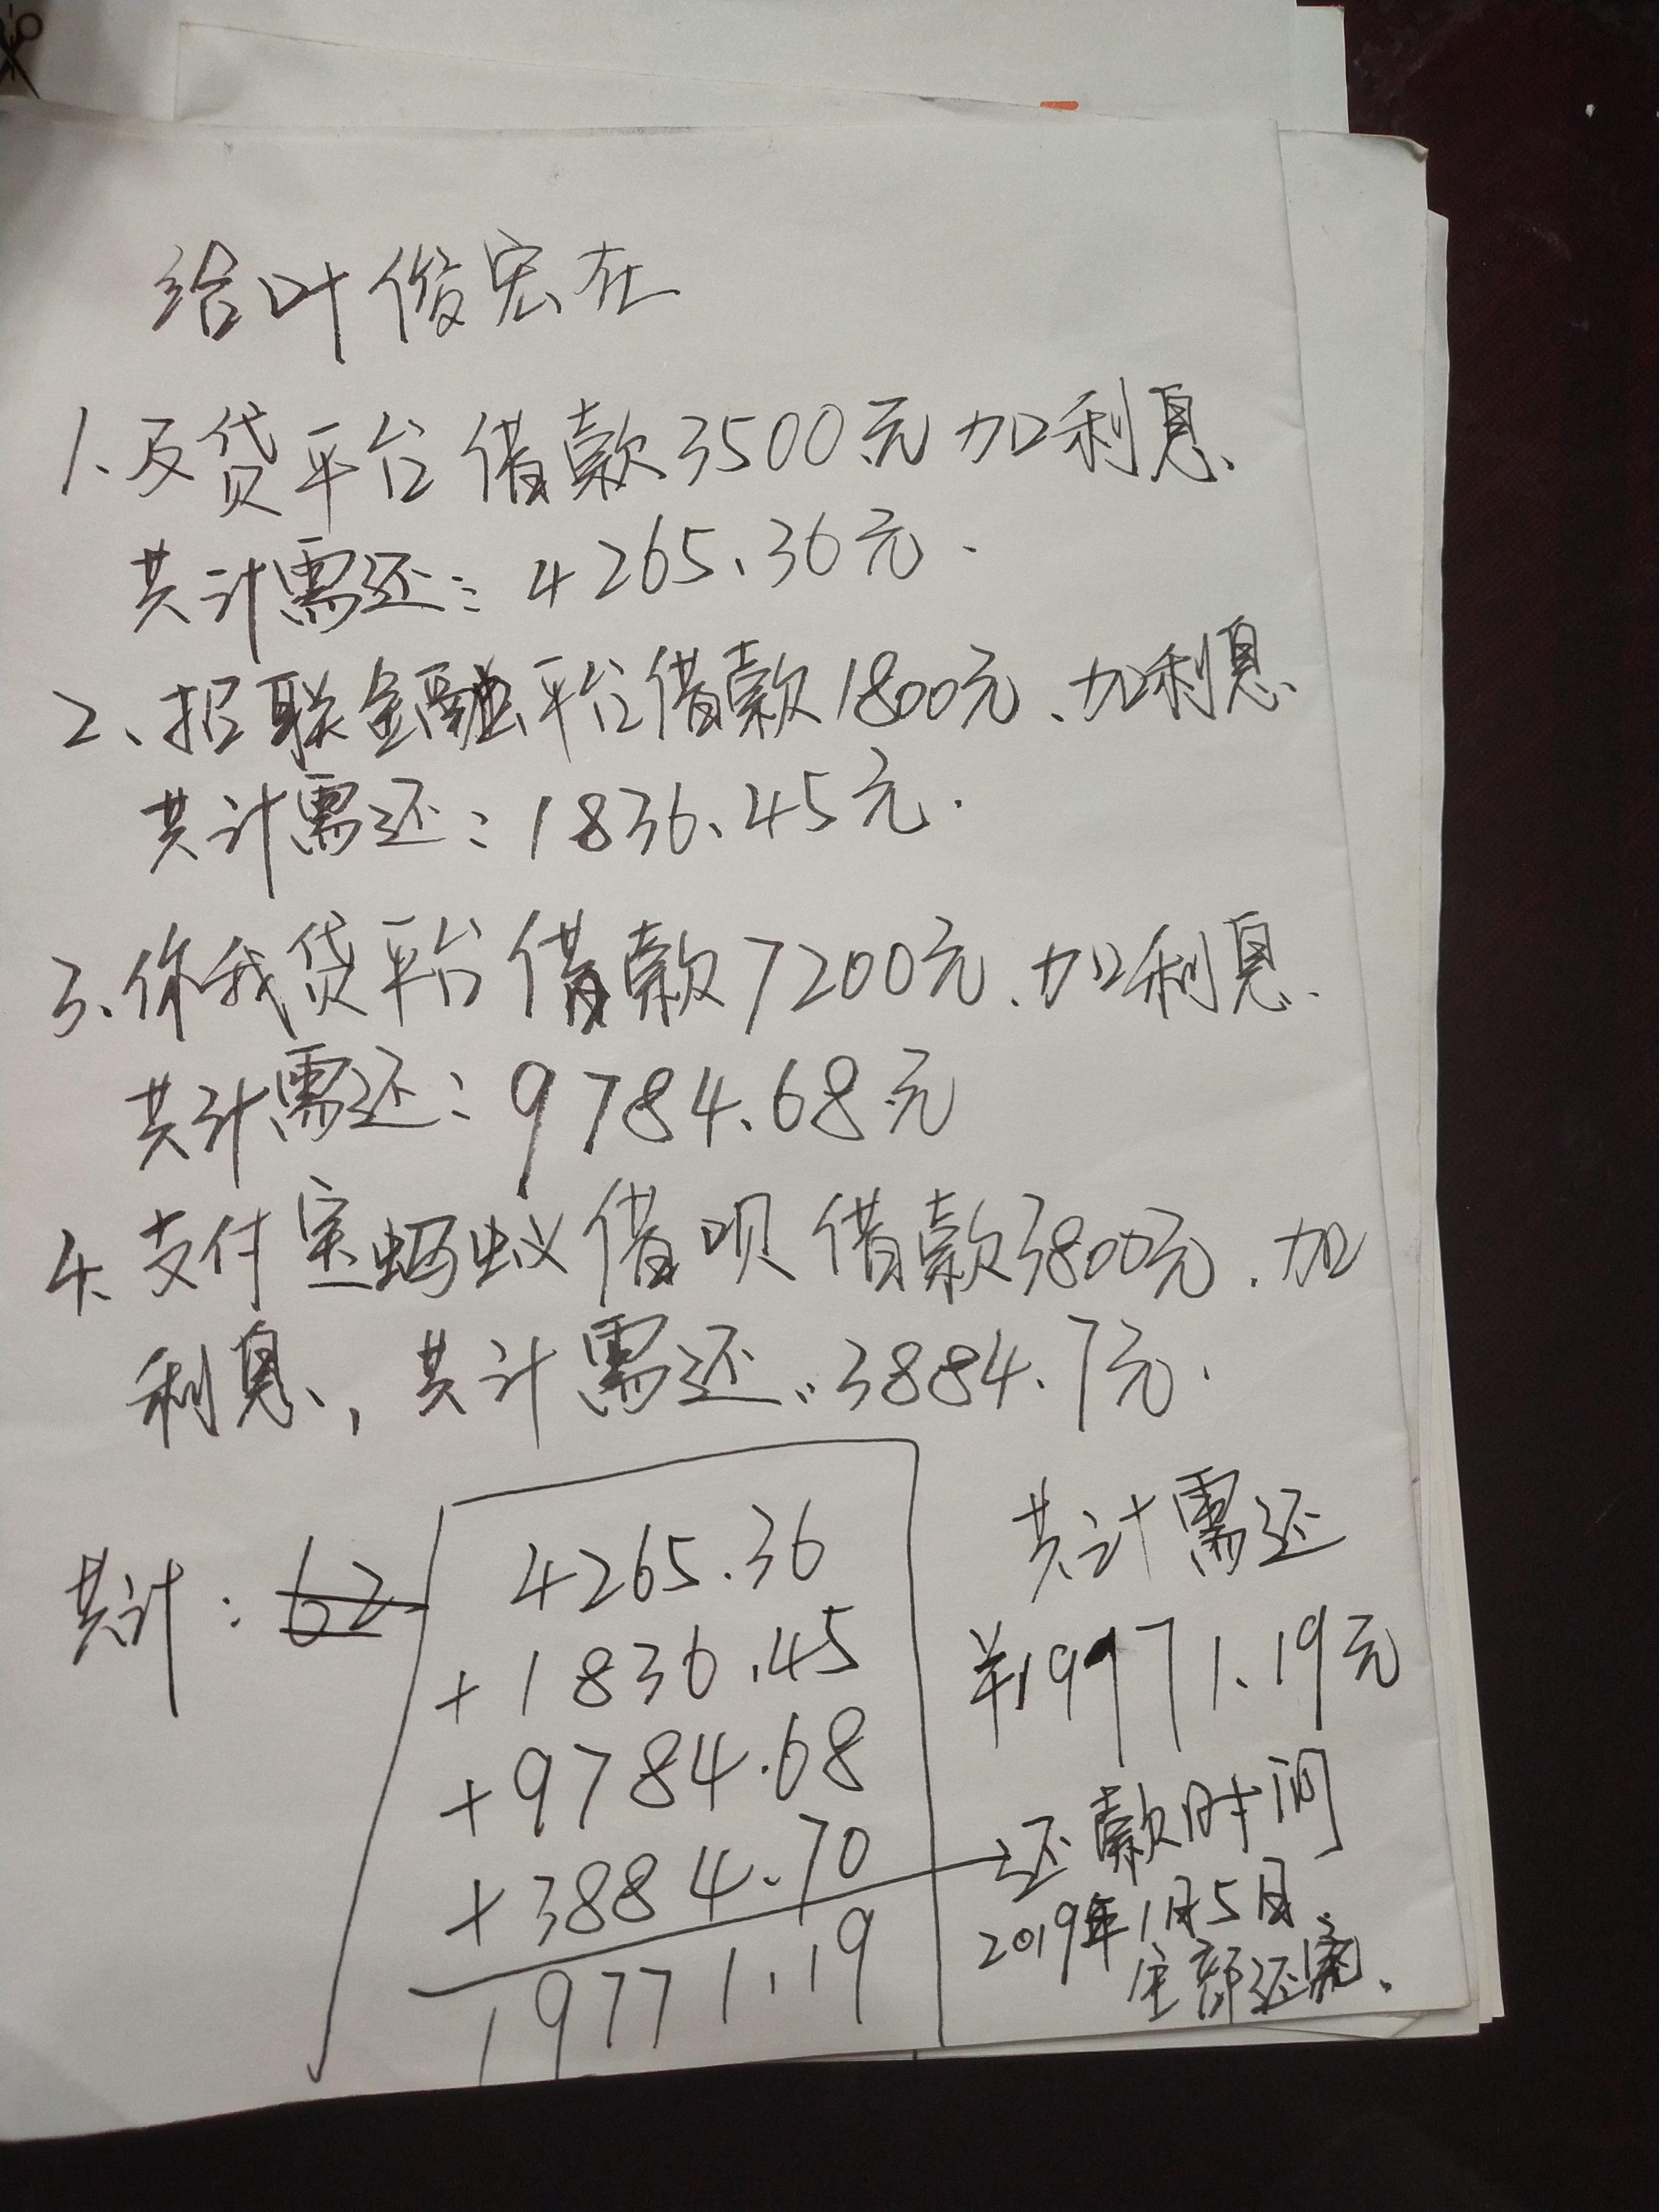 给叶俊宏在
1、及贷平台借款3500元加利息、
共计需还：4265.36元.
2、招联金融平台借款1800元、加利息、
共计需还：1836.45元.
3、你我贷平台借款7200元、加利息、
共计需还：9784.68元
4、支付宝蚂蚁借呗借款3800元、加
利息、，共计需还：3884.7元.
共计：62
4265.36
+1836.45
+9784.68
+3884.70
19771.19
共计需还
¥19771.19元
还款时间
2019年1月5日.
全部还完.